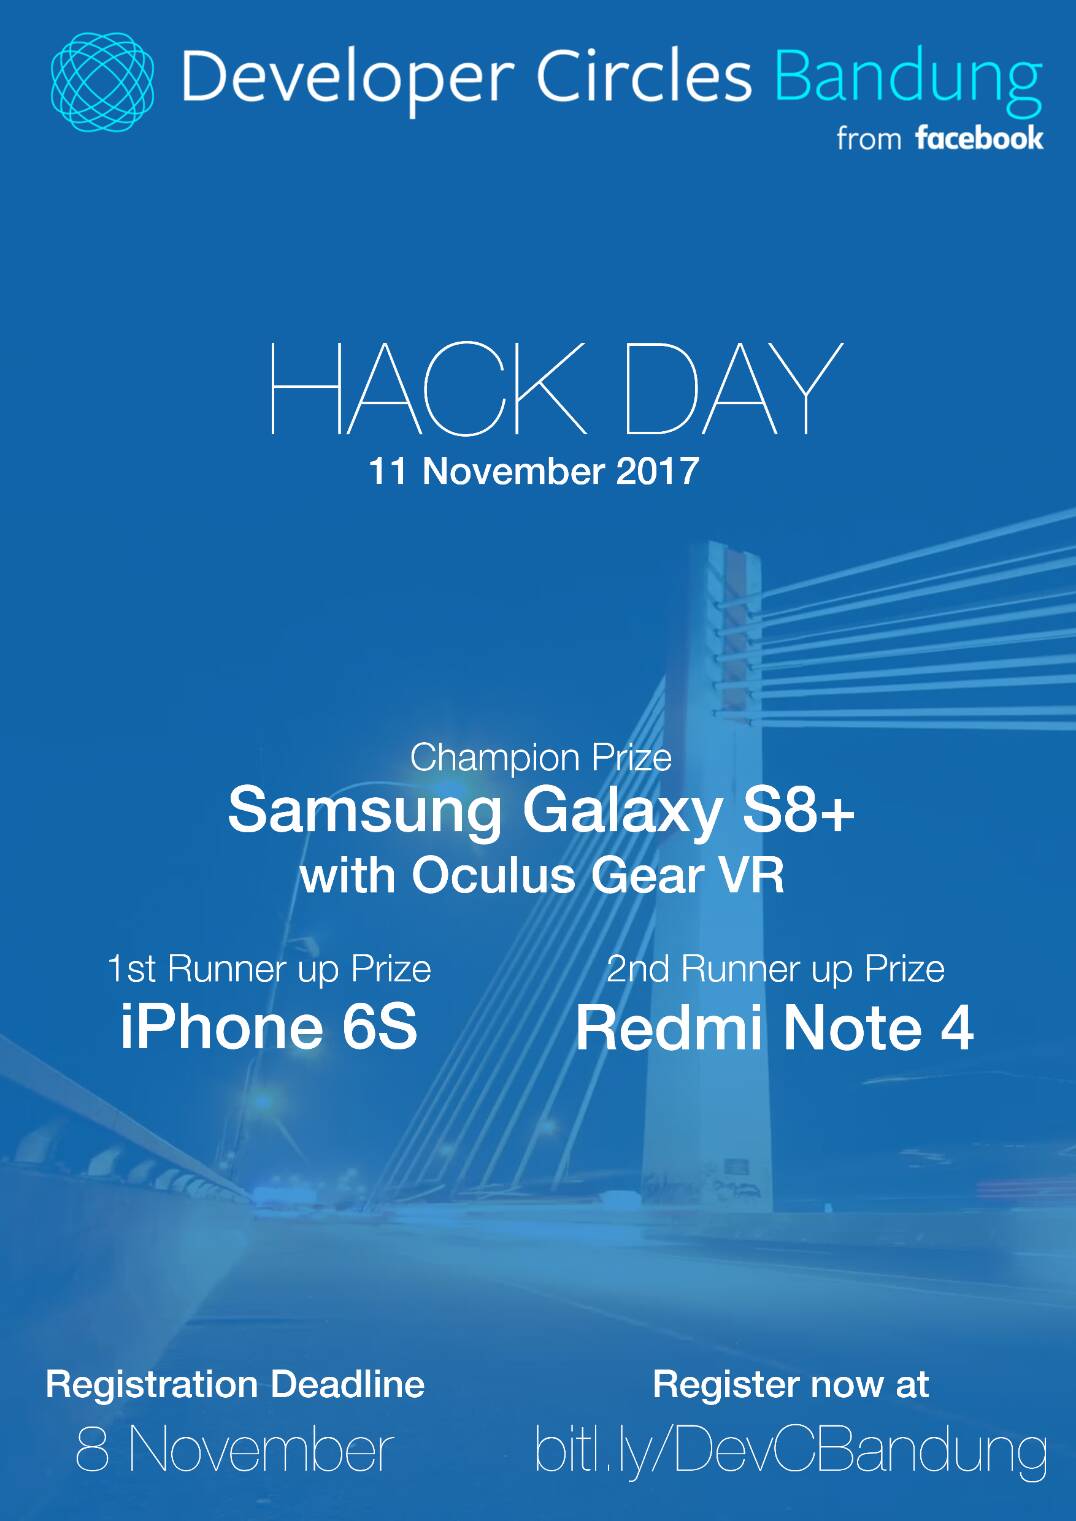 Developer Circles Bandung
from facebook
HACK DAY
11 November 2017
Champion Prize
Samsung Galaxy S8+
with Oculus Gear VR
1st Runner up Prize
iPhone 6S
2nd Runner up Prize
Redmi Note 4
Registration Deadline
8 November
Register now at
bitl.ly/DevCBandung